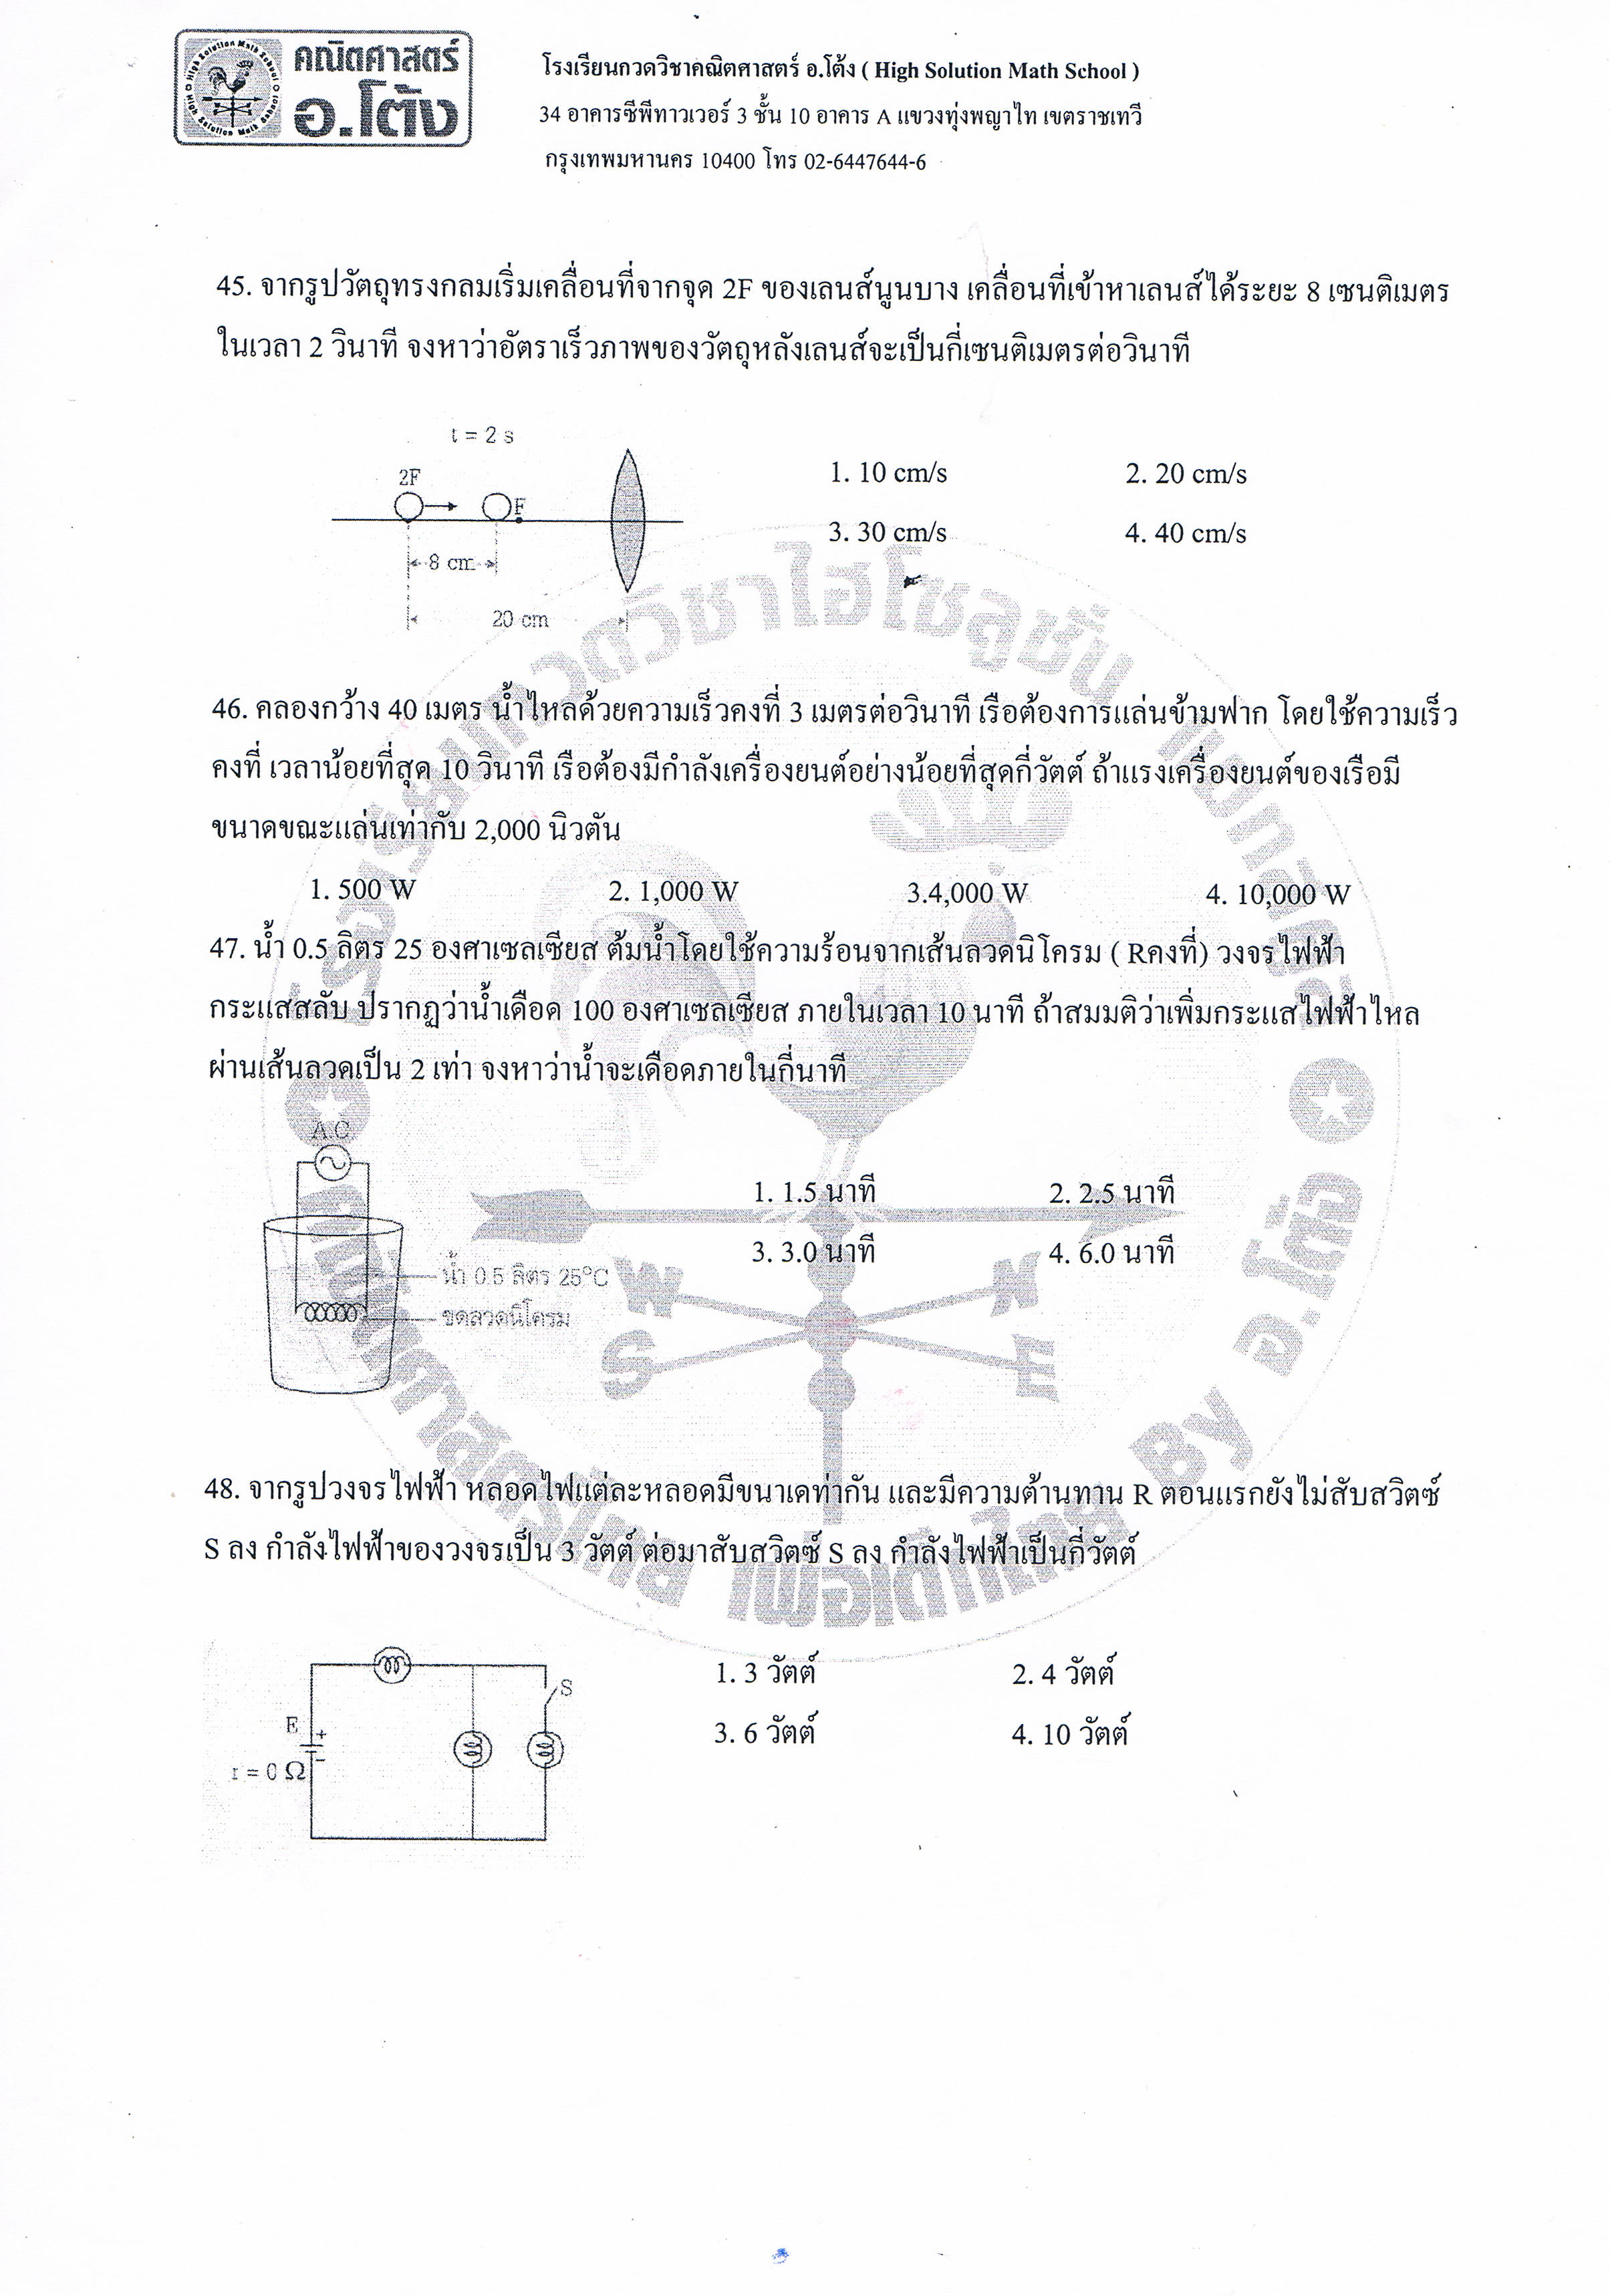 คณิตศาสตร์
อ.โต้ง
High Solution Math School
High Solution Math School
โรงเรียนกวดวิชาคณิตศาสตร์ อ.โต้ง ( High Solution Math School )
34 อาคารซีพีทาวเวอร์ 3 ชั้น 10 อาคาร A แขวงทุ่งพญาไท เขตราชเทวี
กรุงเทพมหานคร 10400 โทร 02-6447644-6
45. จากรูปวัตถุทรงกลมเริ่มเคลื่อนที่จากจุด 2F ของเลนส์นูนบาง เคลื่อนที่เข้าหาเลนส์ได้ระยะ 8 เซนติเมตร
ในเวลา 2 วินาที จงหาว่าอัตราเร็วภาพของวัตถุหลังเลนส์จะเป็นกี่เซนติเมตรต่อวินาที
t = 2 s
2F
F
8 cm
20 cm
1. 10 cm/s 2. 20 cm/s
3. 30 cm/s 4. 40 cm/s
46. คลองกว้าง 40 เมตร น้ำไหลด้วยความเร็วคงที่ 3 เมตรต่อวินาที เรือต้องการแล่นข้ามฟาก โดยใช้ความเร็ว
คงที่ เวลาน้อยที่สุด 10 วินาที เรือต้องมีกำลังเครื่องยนต์อย่างน้อยที่สุดกี่วัตต์ ถ้าแรงเครื่องยนต์ของเรือมี
ขนาดขณะแล่นเท่ากับ 2,000 นิวตัน
1. 500 W 2. 1,000 W 3.4,000 W 4. 10,000 W
47. น้ำ 0.5 ลิตร 25 องศาเซลเซียส ต้มน้ำโดยใช้ความร้อนจากเส้นลวดนิโครม ( Rคงที่) วงจรไฟฟ้า
กระแสสลับ ปรากฏว่าน้ำเดือด 100 องศาเซลเซียส ภายในเวลา 10 นาที ถ้าสมมติว่าเพิ่มกระแสไฟฟ้าไหล
ผ่านเส้นลวดเป็น 2 เท่า จงหาว่าน้ำจะเดือดภายในกี่นาที
A.C
น้ำ 0.5 ลิตร 25°C
ขดลวดนิโครม
1. 1.5 นาที 2. 2.5 นาที
3. 3.0 นาที 4. 6.0 นาที
W N
S E
By อ.โต้ง
48. จากรูปวงจรไฟฟ้า หลอดไฟแต่ละหลอดมีขนาเดท่ากัน และมีความต้านทาน R ตอนแรกยังไม่สับสวิตซ์
S ลง กำลังไฟฟ้าของวงจรเป็น 3 วัตต์ ต่อมาสับสวิตซ์ S ลง กำลังไฟฟ้าเป็นกี่วัตต์
S
E
+
-
r = 0 Ω
1. 3 วัตต์ 2. 4 วัตต์
3. 6 วัตต์ 4. 10 วัตต์